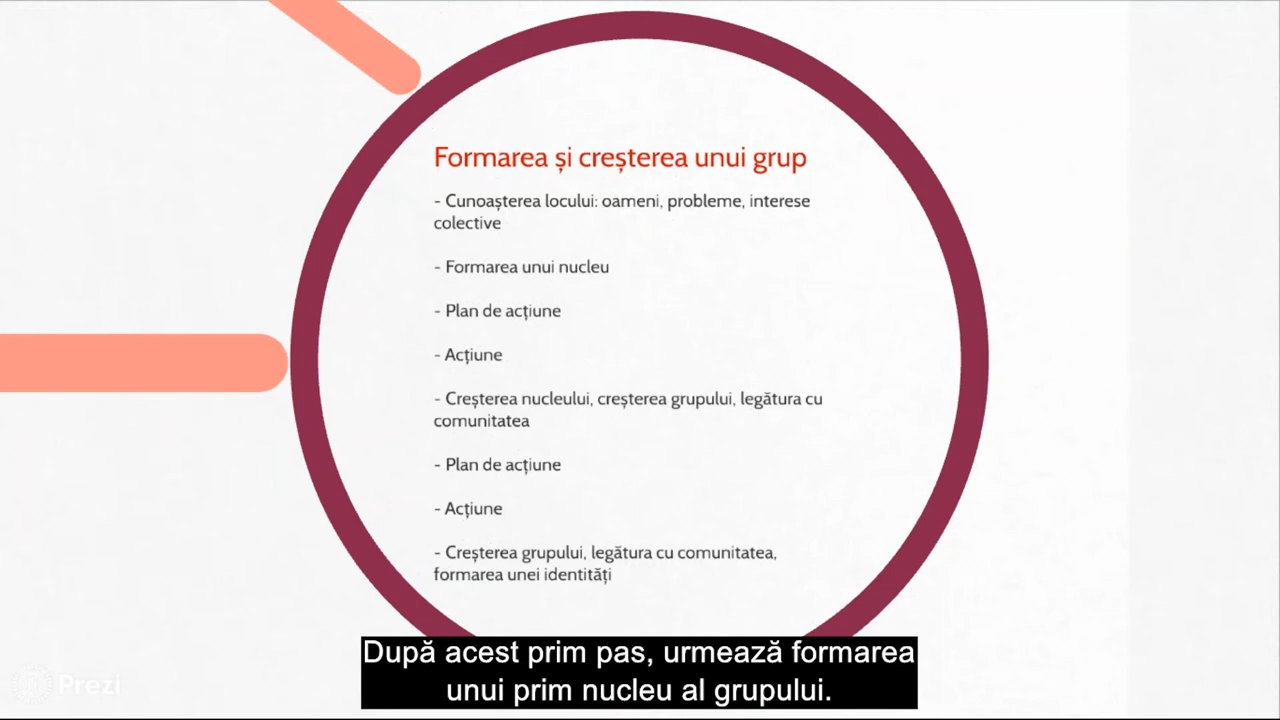 Formarea și creșterea unui grup
- Cunoașterea locului: oameni, probleme, interese
colective
- Formarea unui nucleu
- Plan de acțiune
- Acțiune
- Creșterea nucleului, creșterea grupului, legătura cu
comunitatea
- Plan de acțiune
- Acțiune
- Creșterea grupului, legătura cu comunitatea,
formarea unei identități
După acest prim pas, urmează formarea
unui prim nucleu al grupului.
Prezi